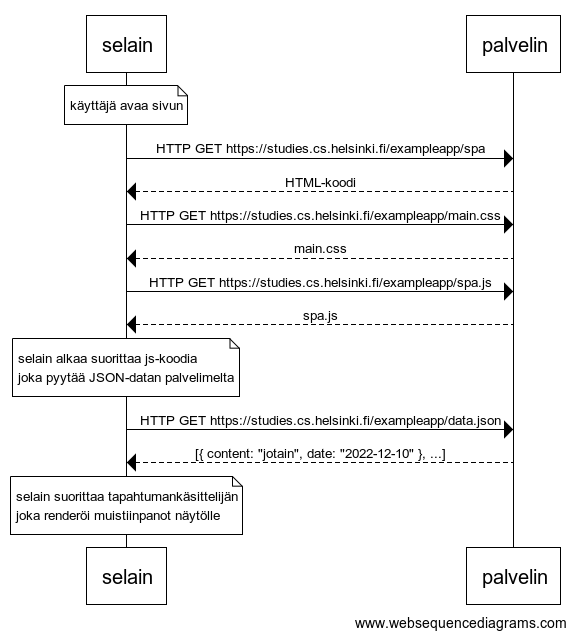 selain palvelin
käyttäjä avaa sivun
HTTP GET https://studies.cs.helsinki.fi/exampleapp/spa
HTML-koodi
HTTP GET https://studies.cs.helsinki.fi/exampleapp/main.css
main.css
HTTP GET https://studies.cs.helsinki.fi/exampleapp/spa.js
spa.js
selain alkaa suorittaa js-koodia
joka pyytää JSON-datan palvelimelta
HTTP GET https://studies.cs.helsinki.fi/exampleapp/data.json
[{ content: "jotain", date: "2022-12-10" }, ...]
selain suorittaa tapahtumankäsittelijän
joka renderöi muistiinpanot näytölle
selain palvelin
www.websequencediagrams.com